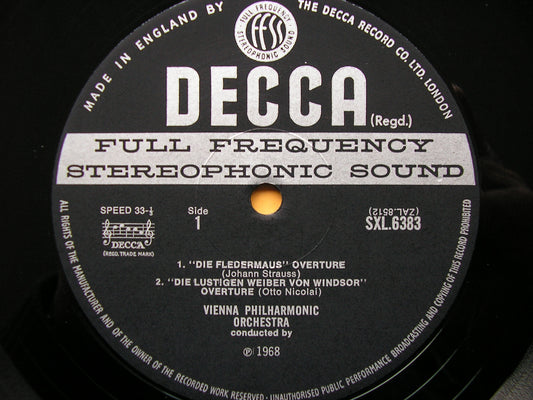 MADE IN ENGLAND BY
THE DECCA RECORD CO. LTD. LONDON
FULL FREQUENCY
ffss
STEREOPHONIC SOUND
DECCA
(Regd.)
FULL FREQUENCY
STEREOPHONIC SOUND
SPEED 33-⅓
DECCA
(REGD. TRADE MARK)
Side
1
(ZAL.8512)
SXL.6383
1. "DIE FLEDERMAUS" OVERTURE
(Johann Strauss)
2. "DIE LUSTIGEN WEIBER VON WINDSOR"
OVERTURE (Otto Nicolai)
VIENNA PHILHARMONIC
ORCHESTRA
conducted by
Ⓟ 1968
ALL RIGHTS OF THE MANUFACTURER AND OF THE OWNER OF THE RECORDED WORK RESERVED · UNAUTHORISED PUBLIC PERFORMANCE BROADCASTING AND COPYING OF THIS RECORD PROHIBITED